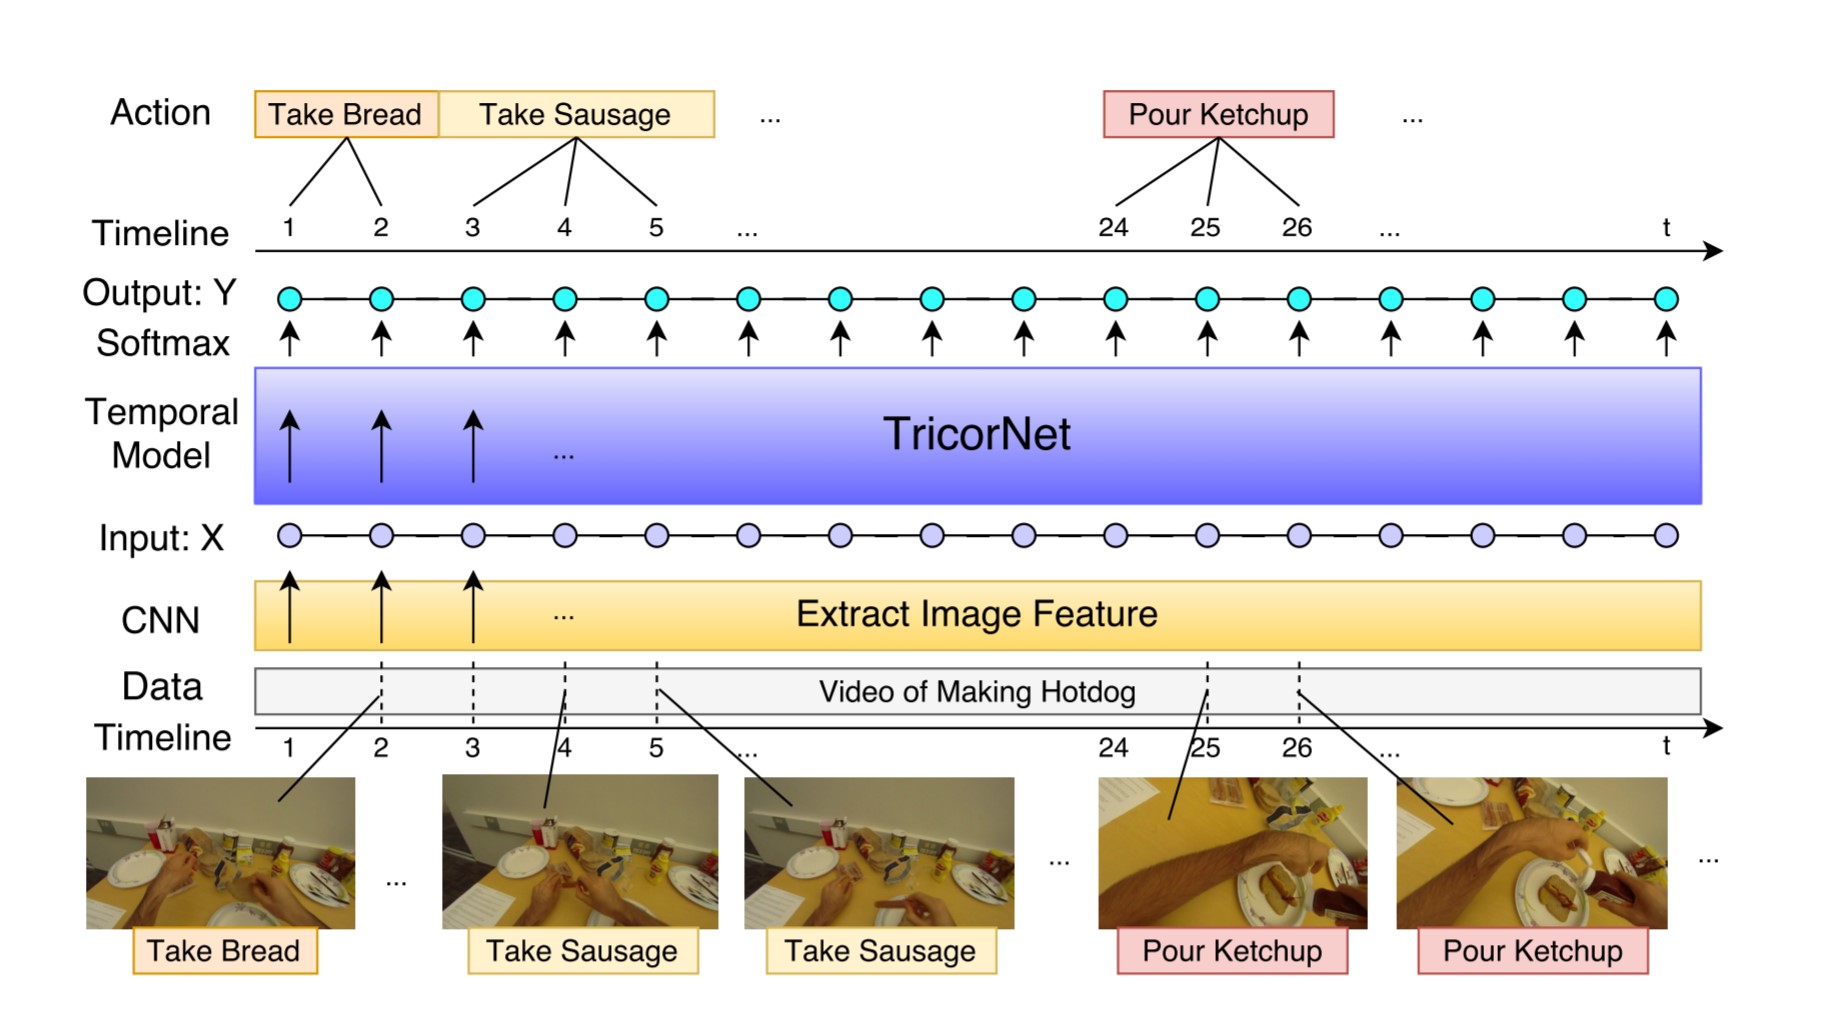 Action Take Bread Take Sausage ... Pour Ketchup ...
Timeline 1 2 3 4 5 ... 24 25 26 ... t
Output: Y
Softmax
Temporal
Model
... TricorNet
Input: X
CNN ... Extract Image Feature
Data Video of Making Hotdog
Timeline 1 2 3 4 5 ... 24 25 26 ... t
... ... ...
Take Bread Take Sausage Take Sausage Pour Ketchup Pour Ketchup